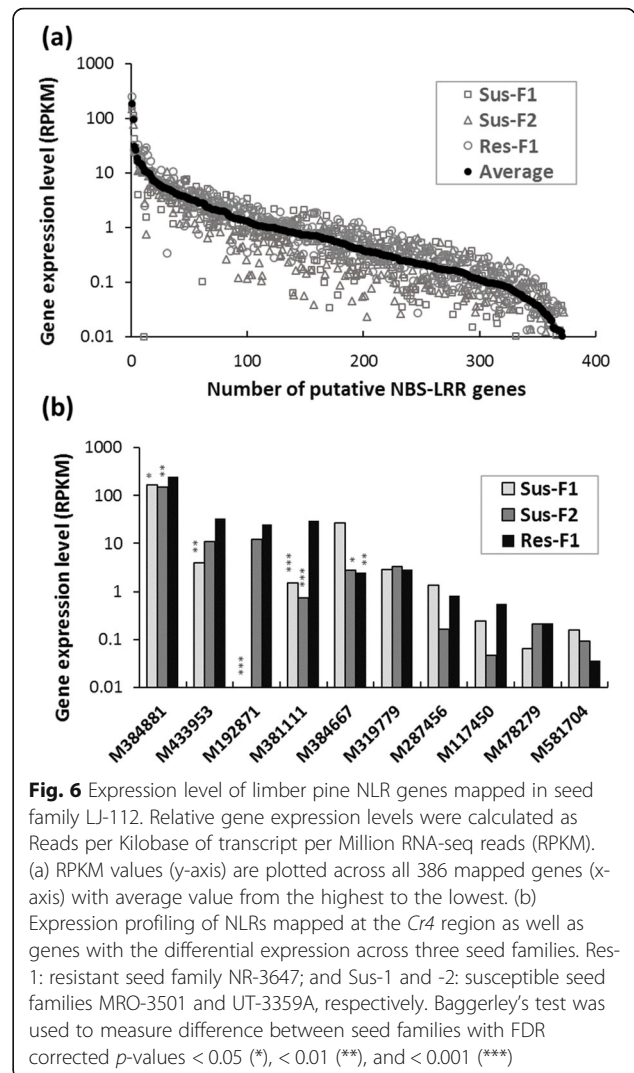 (a)
1000
100
10
1
0.1
0.01
Gene expression level (RPKM)
Sus-F1
Sus-F2
Res-F1
Average
0
100
200
300
400
Number of putative NBS-LRR genes
(b)
1000
100
10
1
0.1
0.01
Gene expression level (RPKM)
*
**
**
***
***
***
*
**
Sus-F1
Sus-F2
Res-F1
M384881
M433953
M192871
M381111
M384667
M319779
M287456
M117450
M478279
M581704
Fig. 6 Expression level of limber pine NLR genes mapped in seed
family LJ-112. Relative gene expression levels were calculated as
Reads per Kilobase of transcript per Million RNA-seq reads (RPKM).
(a) RPKM values (y-axis) are plotted across all 386 mapped genes (x-
axis) with average value from the highest to the lowest. (b)
Expression profiling of NLRs mapped at the Cr4 region as well as
genes with the differential expression across three seed families. Res-
1: resistant seed family NR-3647; and Sus-1 and -2: susceptible seed
families MRO-3501 and UT-3359A, respectively. Baggerley's test was
used to measure difference between seed families with FDR
corrected p-values < 0.05 (*), < 0.01 (**), and < 0.001 (***)